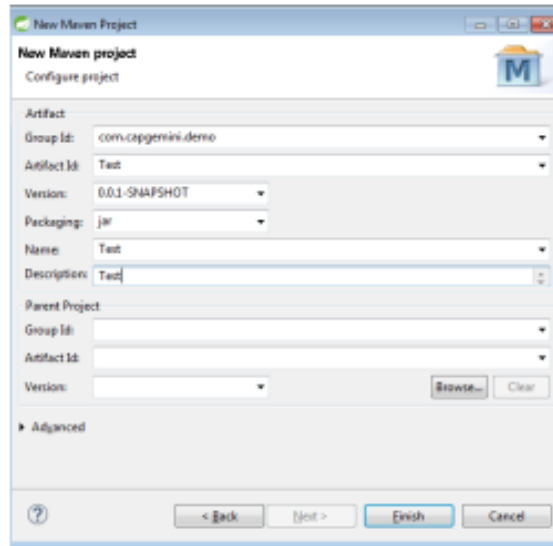 New Maven Project
New Maven project
Configure project
M
Artifact
Group Id: com.capgemini.demo
Artifact Id: Test
Version: 0.0.1-SNAPSHOT
Packaging: jar
Name: Test
Description: Test
Parent Project
Group Id:
Artifact Id:
Version: Browse... Clear
Advanced
? < Back Next > Finish Cancel